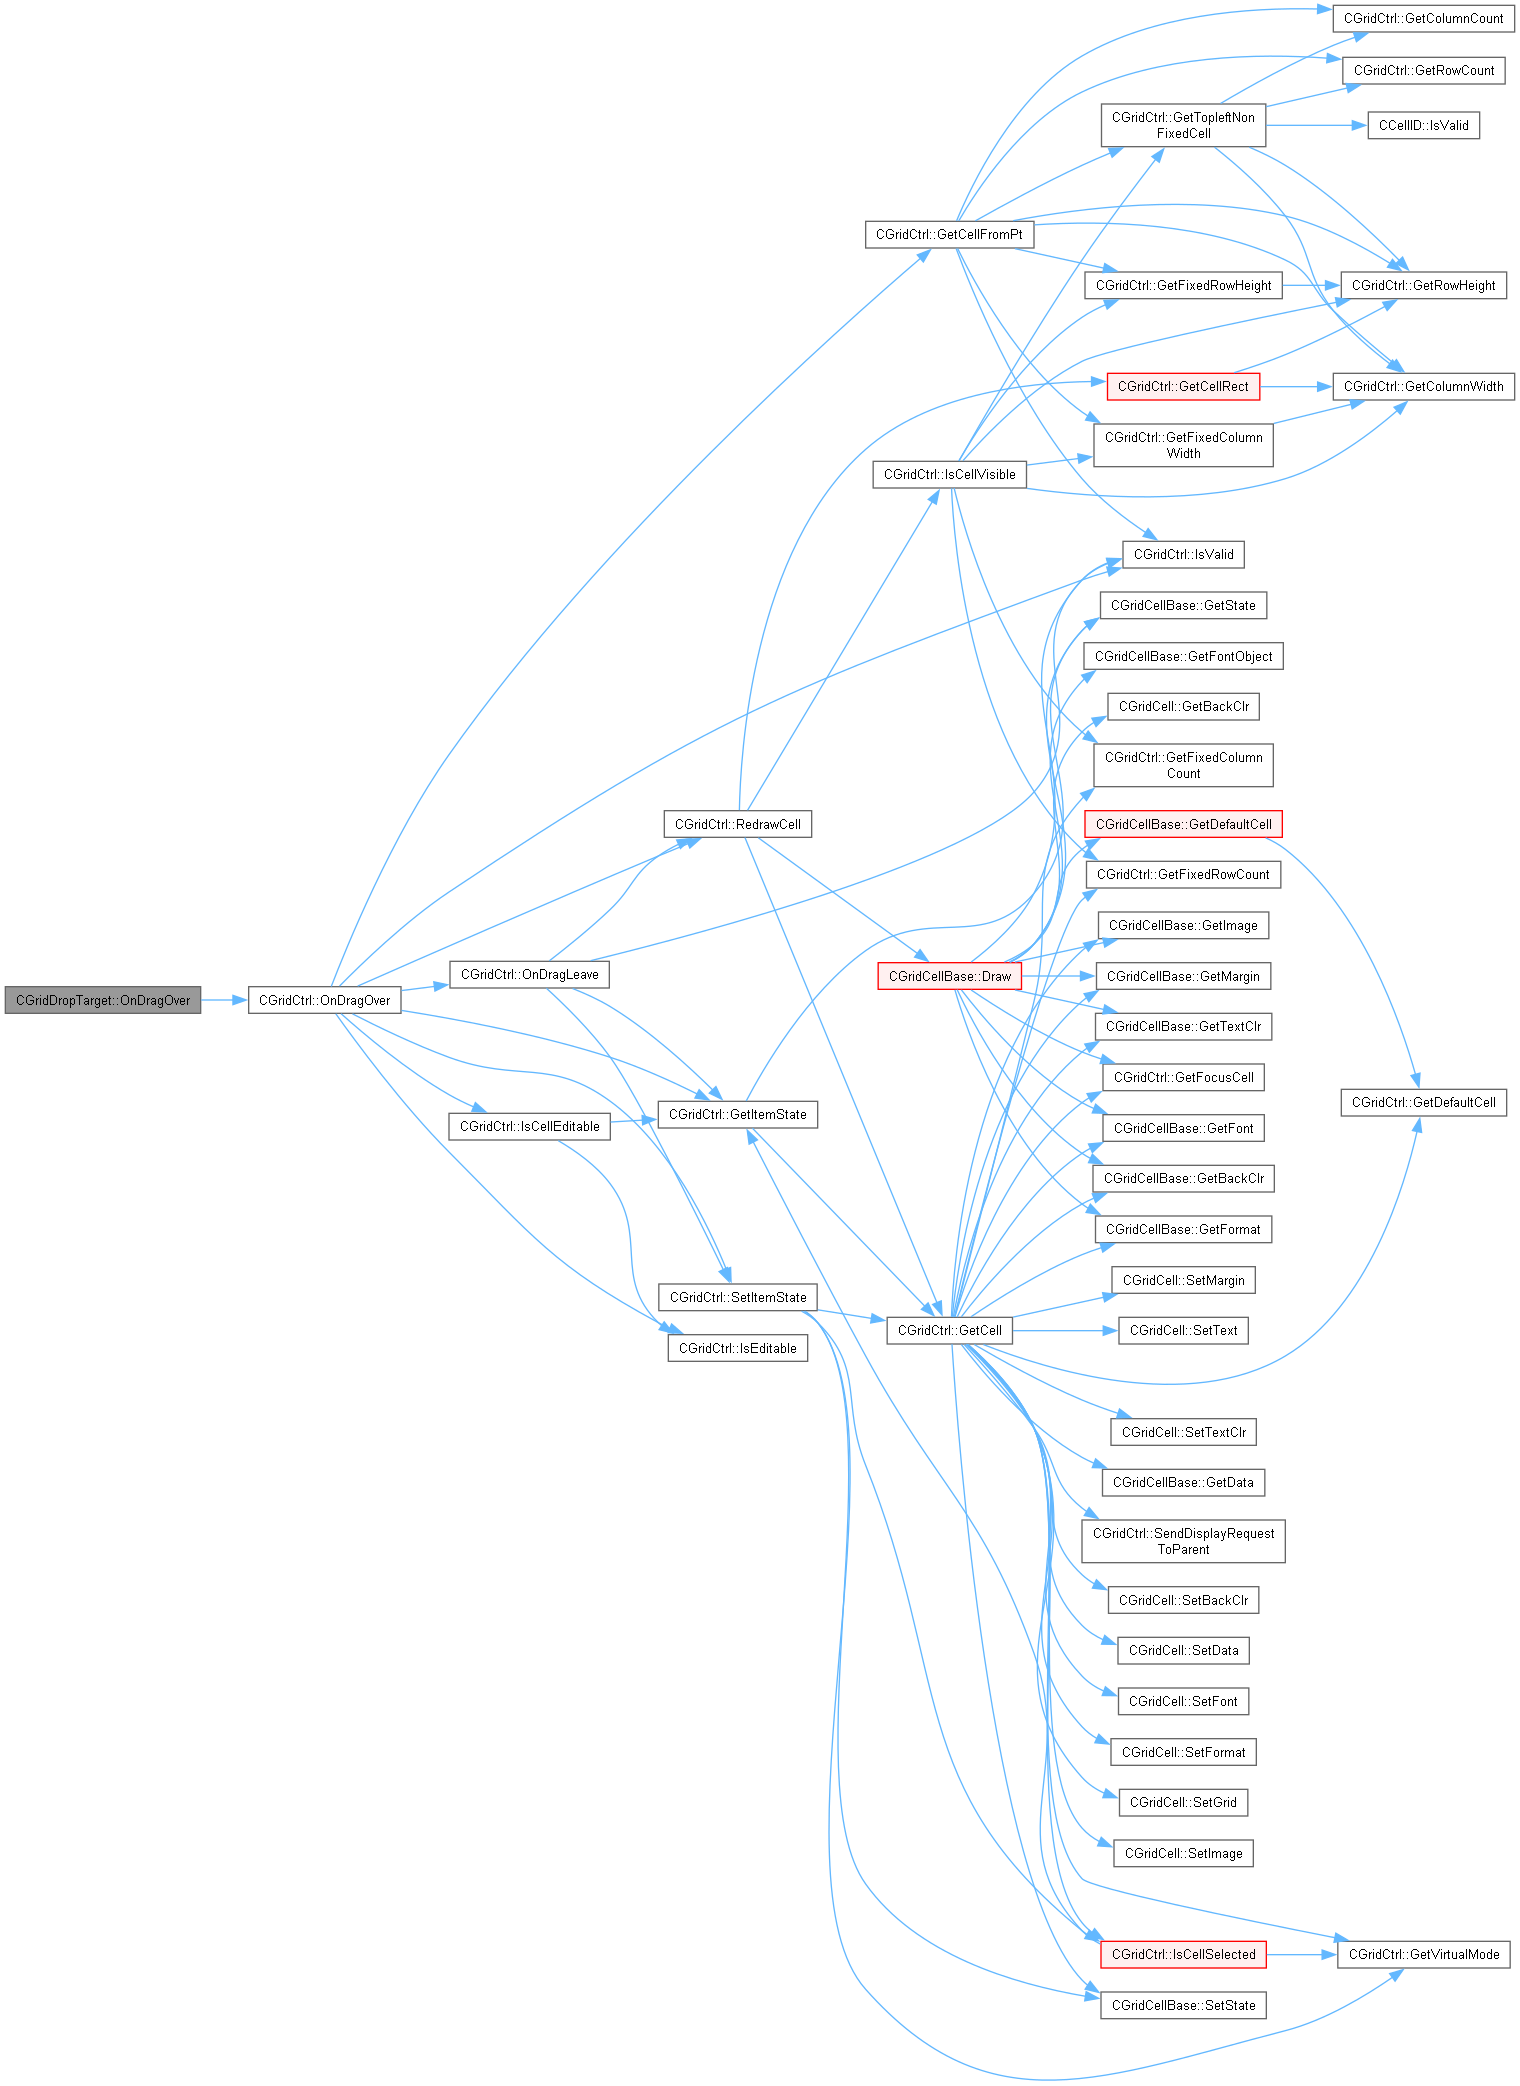 CGridCtrl::GetColumnCount
CGridCtrl::GetRowCount
CGridCtrl::GetTopleftNon
FixedCell
CCellID::IsValid
CGridCtrl::GetCellFromPt
CGridCtrl::GetFixedRowHeight
CGridCtrl::GetRowHeight
CGridCtrl::GetCellRect
CGridCtrl::GetColumnWidth
CGridCtrl::GetFixedColumn
Width
CGridCtrl::IsCellVisible
CGridCtrl::IsValid
CGridCellBase::GetState
CGridCellBase::GetFontObject
CGridCell::GetBackClr
CGridCtrl::GetFixedColumn
Count
CGridCtrl::RedrawCell
CGridCellBase::GetDefaultCell
CGridCtrl::GetFixedRowCount
CGridCellBase::GetImage
CGridCtrl::OnDragLeave
CGridCellBase::Draw
CGridCellBase::GetMargin
CGridDropTarget::OnDragOver
CGridCtrl::OnDragOver
CGridCellBase::GetTextClr
CGridCtrl::GetFocusCell
CGridCtrl::GetDefaultCell
CGridCtrl::GetItemState
CGridCtrl::IsCellEditable
CGridCellBase::GetFont
CGridCellBase::GetBackClr
CGridCellBase::GetFormat
CGridCell::SetMargin
CGridCtrl::SetItemState
CGridCtrl::GetCell
CGridCell::SetText
CGridCtrl::IsEditable
CGridCell::SetTextClr
CGridCellBase::GetData
CGridCtrl::SendDisplayRequest
ToParent
CGridCell::SetBackClr
CGridCell::SetData
CGridCell::SetFont
CGridCell::SetFormat
CGridCell::SetGrid
CGridCell::SetImage
CGridCtrl::IsCellSelected
CGridCtrl::GetVirtualMode
CGridCellBase::SetState